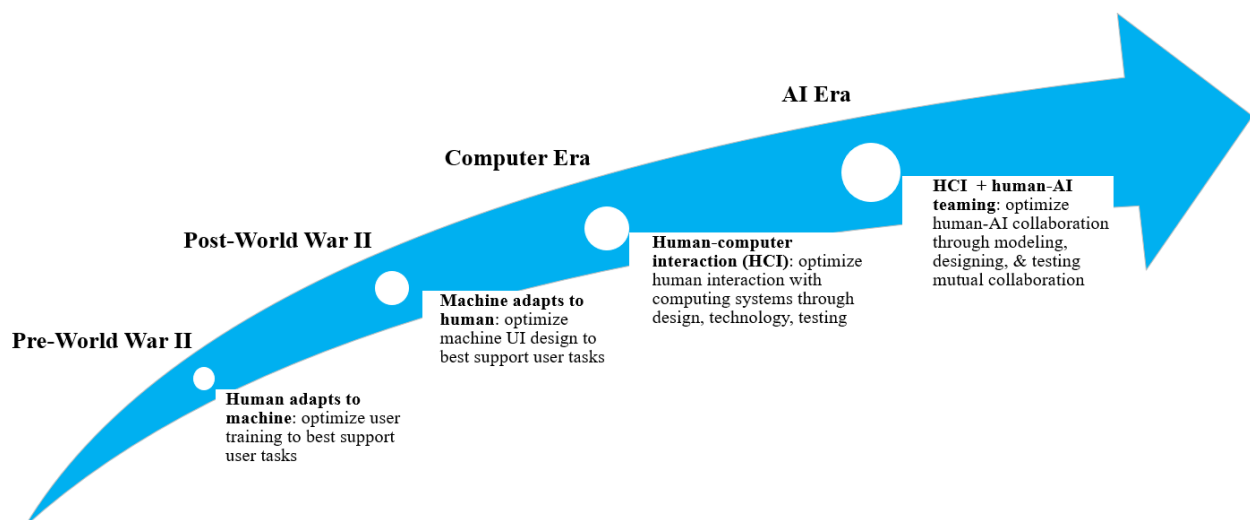 Pre-World War II
Human adapts to
machine: optimize user
training to best support
user tasks
Post-World War II
Machine adapts to
human: optimize
machine UI design to
best support user tasks
Computer Era
Human-computer
interaction (HCI): optimize
human interaction with
computing systems through
design, technology, testing
AI Era
HCI + human-AI
teaming: optimize
human-AI collaboration
through modeling,
designing, & testing
mutual collaboration